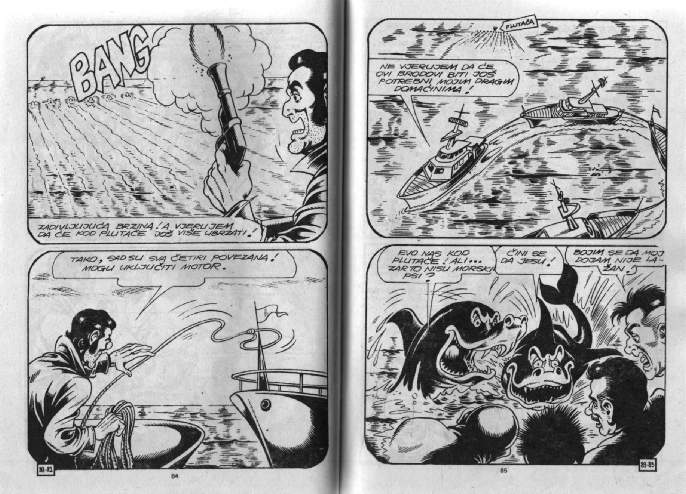 BANG
ZADIVLJUJUĆA BRZINA! A VJERUJEM
DA ĆE KOD PLUTAČE JOŠ VIŠE UBRZATI.
TAKO, SAD SU SVA ČETIRI POVEZANA!
MOGU UKLJUČITI MOTOR.
84
PLUTAČA
NE VJERUJEM DA ĆE
OVI BRODOVI BITI JOŠ
POTREBNI MOJIM DRAGIM
DOMAĆINIMA!
EVO NAS KOD
PLUTAČE! ALI...
ZAR TO NISU MORSKI
PSI?
ČINI SE
DA JESU!
BOJIM SE DA MOJ
DOJAM NIJE LA-
ŽAN!
85